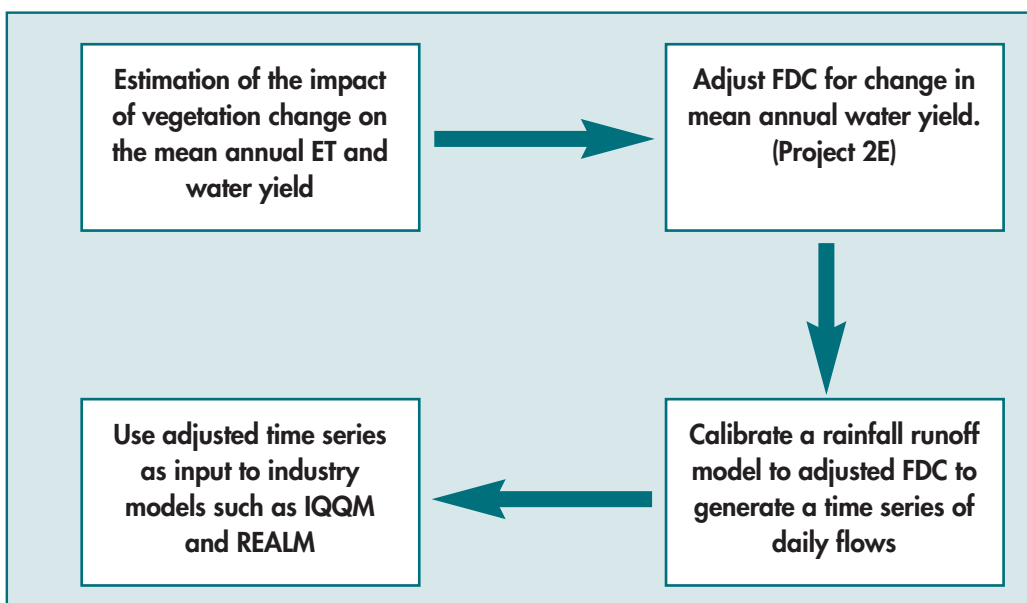 Estimation of the impact
of vegetation change on
the mean annual ET and
water yield
Adjust FDC for change in
mean annual water yield.
(Project 2E)
Calibrate a rainfall runoff
model to adjusted FDC to
generate a time series of
daily flows
Use adjusted time series
as input to industry
models such as IQQM
and REALM